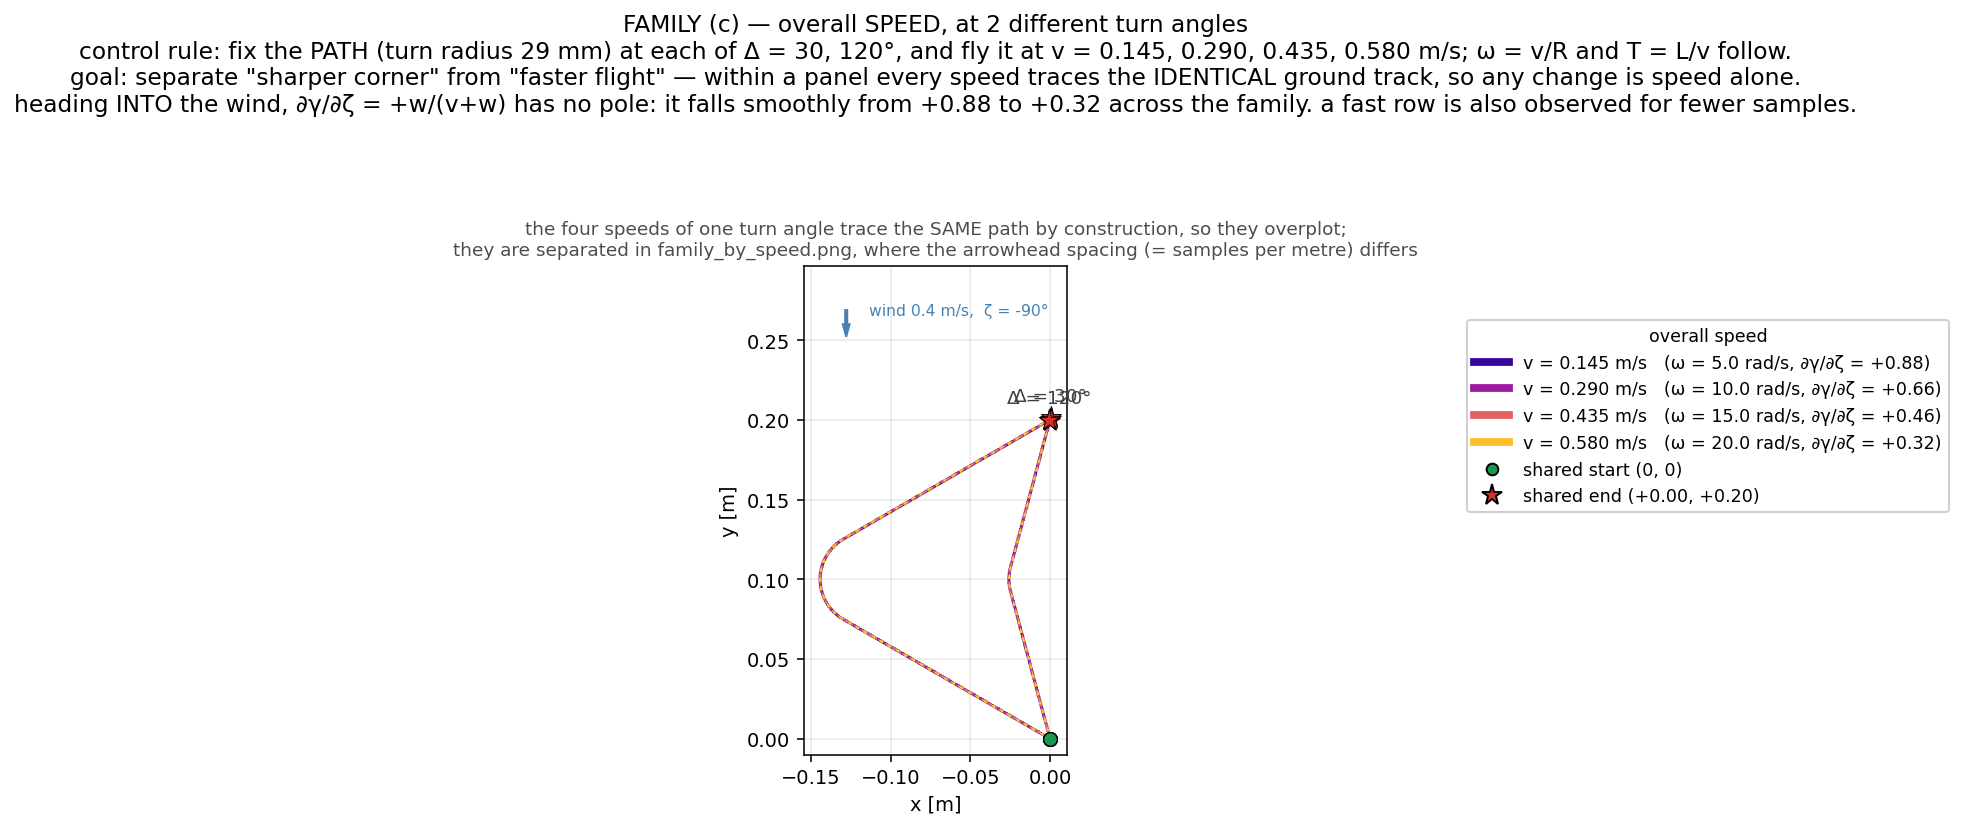 FAMILY (c) — overall SPEED, at 2 different turn angles
control rule: fix the PATH (turn radius 29 mm) at each of Δ = 30, 120°, and fly it at v = 0.145, 0.290, 0.435, 0.580 m/s; ω = v/R and T = L/v follow.
goal: separate "sharper corner" from "faster flight" — within a panel every speed traces the IDENTICAL ground track, so any change is speed alone.
heading INTO the wind, ∂γ/∂ζ = +w/(v+w) has no pole: it falls smoothly from +0.88 to +0.32 across the family. a fast row is also observed for fewer samples.
the four speeds of one turn angle trace the SAME path by construction, so they overplot;
they are separated in family_by_speed.png, where the arrowhead spacing (= samples per metre) differs
wind 0.4 m/s, ζ = -90°
Δ = 30°
Δ = 120°
0.25
0.20
0.15
0.10
0.05
0.00
y [m]
−0.15
−0.10
−0.05
0.00
x [m]
overall speed
v = 0.145 m/s (ω = 5.0 rad/s, ∂γ/∂ζ = +0.88)
v = 0.290 m/s (ω = 10.0 rad/s, ∂γ/∂ζ = +0.66)
v = 0.435 m/s (ω = 15.0 rad/s, ∂γ/∂ζ = +0.46)
v = 0.580 m/s (ω = 20.0 rad/s, ∂γ/∂ζ = +0.32)
shared start (0, 0)
shared end (+0.00, +0.20)